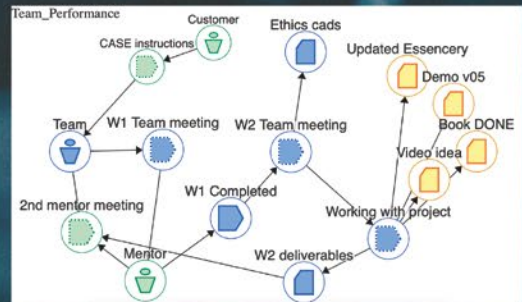 Team_Performance
Customer
CASE instructions
Ethics cads
Updated Essencery
Demo v05
Team
W1 Team meeting
W2 Team meeting
Book DONE
Video idea
2nd mentor meeting
W1 Completed
Working with project
Mentor
W2 deliverables